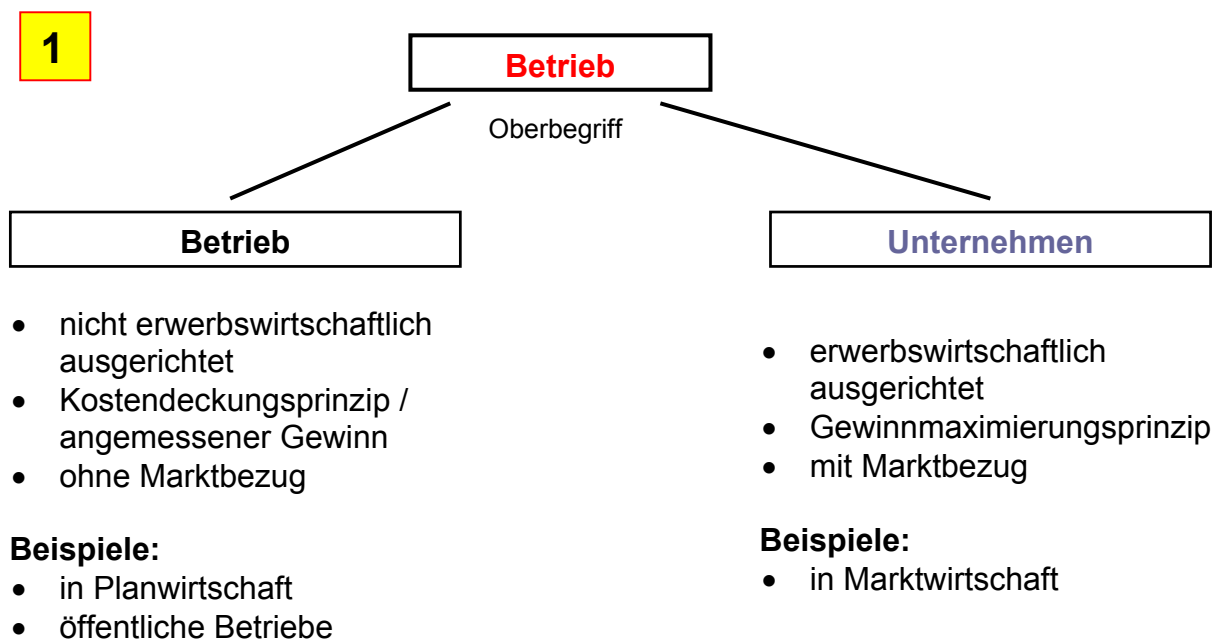 1
Betrieb
Oberbegriff
Betrieb
• nicht erwerbswirtschaftlich
ausgerichtet
• Kostendeckungsprinzip /
angemessener Gewinn
• ohne Marktbezug
Beispiele:
• in Planwirtschaft
• öffentliche Betriebe
Unternehmen
• erwerbswirtschaftlich
ausgerichtet
• Gewinnmaximierungsprinzip
• mit Marktbezug
Beispiele:
• in Marktwirtschaft